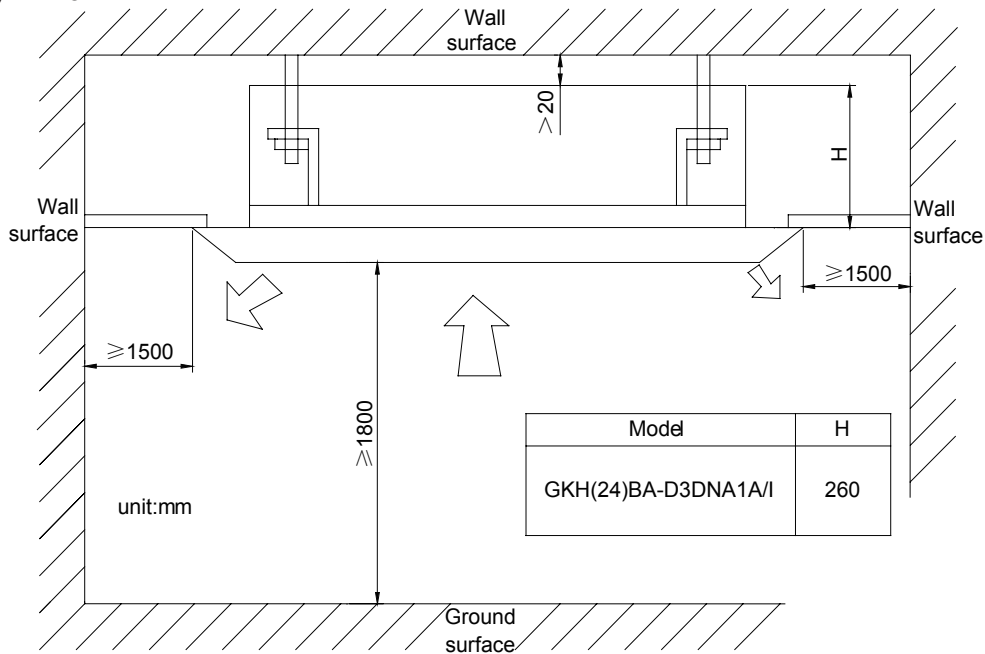 Wall
surface
>20
H
Wall
surface
Wall
surface
≥1500
≥1500
≥1800
Model H
GKH(24)BA-D3DNA1A/I 260
unit:mm
Ground
surface